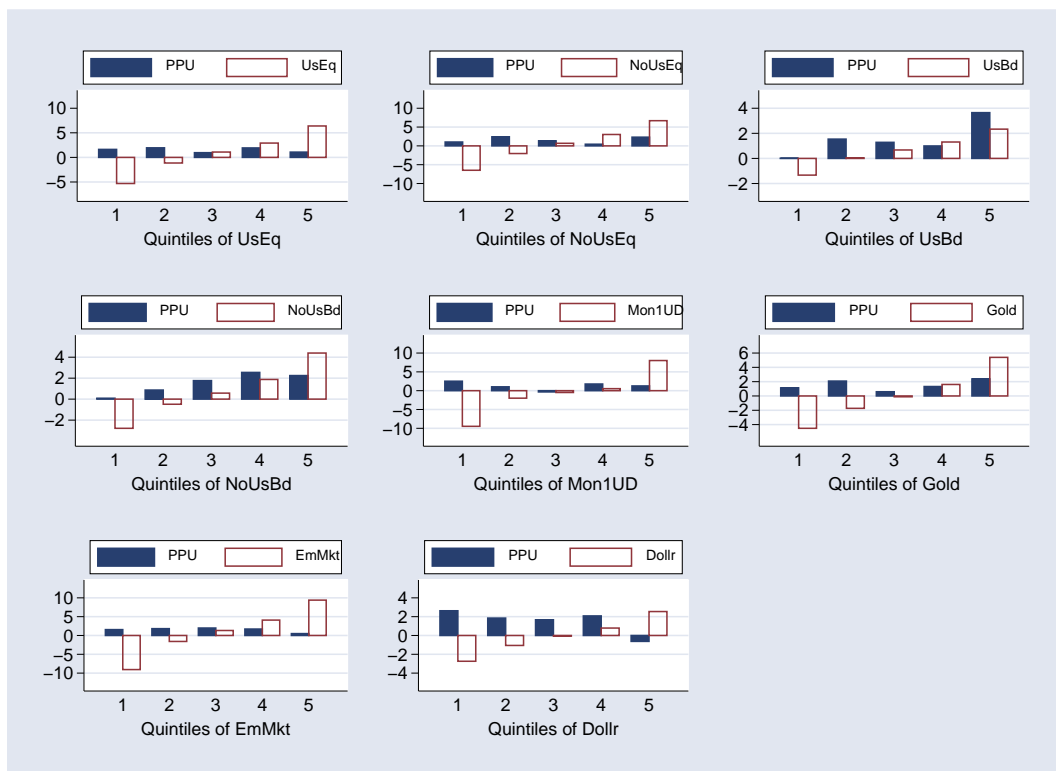 PPU UsEq
10
5
0
–5
1 2 3 4 5
Quintiles of UsEq
PPU NoUsEq
10
5
0
–5
–10
1 2 3 4 5
Quintiles of NoUsEq
PPU UsBd
4
2
0
–2
1 2 3 4 5
Quintiles of UsBd
PPU NoUsBd
4
2
0
–2
1 2 3 4 5
Quintiles of NoUsBd
PPU Mon1UD
10
5
0
–5
–10
1 2 3 4 5
Quintiles of Mon1UD
PPU Gold
6
4
2
0
–2
–4
1 2 3 4 5
Quintiles of Gold
PPU EmMkt
10
5
0
–5
–10
1 2 3 4 5
Quintiles of EmMkt
PPU Dollr
4
2
0
–2
–4
1 2 3 4 5
Quintiles of Dollr